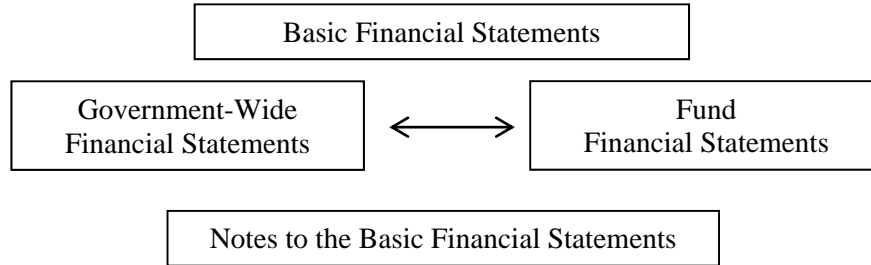 Basic Financial Statements
Government-Wide
Financial Statements
Fund
Financial Statements
Notes to the Basic Financial Statements